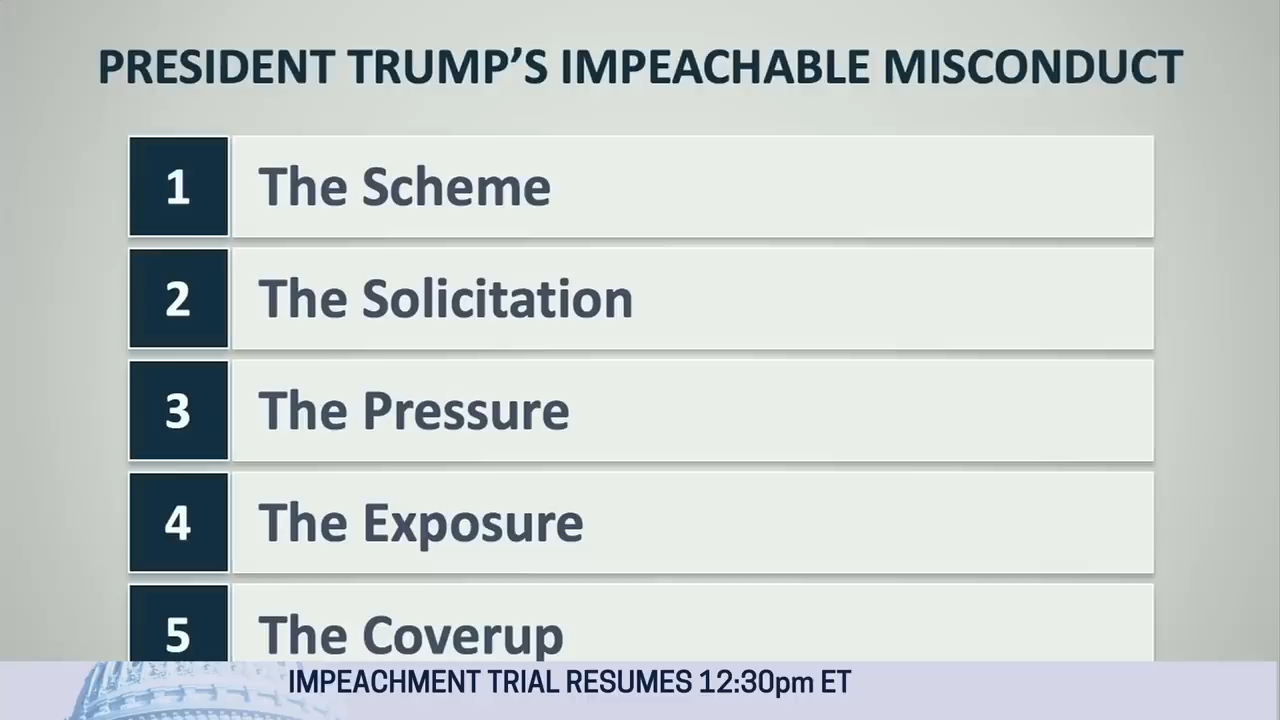 PRESIDENT TRUMP’S IMPEACHABLE MISCONDUCT
1 The Scheme
2 The Solicitation
3 The Pressure
4 The Exposure
5 The Coverup
IMPEACHMENT TRIAL RESUMES 12:30pm ET